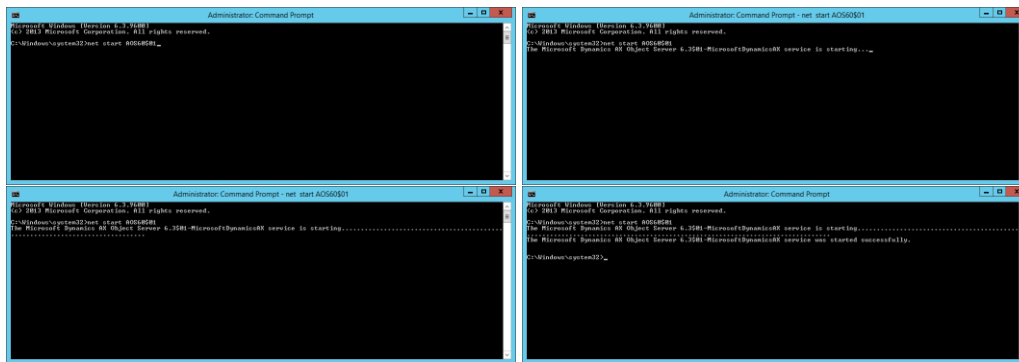 Administrator: Command Prompt
Microsoft Windows [Version 6.3.9600]
(c) 2013 Microsoft Corporation. All rights reserved.
C:\Windows\system32>net start AOS60$01_
Administrator: Command Prompt - net start AOS60$01
Microsoft Windows [Version 6.3.9600]
(c) 2013 Microsoft Corporation. All rights reserved.
C:\Windows\system32>net start AOS60$01
The Microsoft Dynamics AX Object Server 6.3$01-MicrosoftDynamicsAX service is starting..._
Administrator: Command Prompt - net start AOS60$01
Microsoft Windows [Version 6.3.9600]
(c) 2013 Microsoft Corporation. All rights reserved.
C:\Windows\system32>net start AOS60$01
The Microsoft Dynamics AX Object Server 6.3$01-MicrosoftDynamicsAX service is starting..........................................
...................................
Administrator: Command Prompt
Microsoft Windows [Version 6.3.9600]
(c) 2013 Microsoft Corporation. All rights reserved.
C:\Windows\system32>net start AOS60$01
The Microsoft Dynamics AX Object Server 6.3$01-MicrosoftDynamicsAX service is starting..........................................
................................................................................
The Microsoft Dynamics AX Object Server 6.3$01-MicrosoftDynamicsAX service was started successfully.
C:\Windows\system32>_